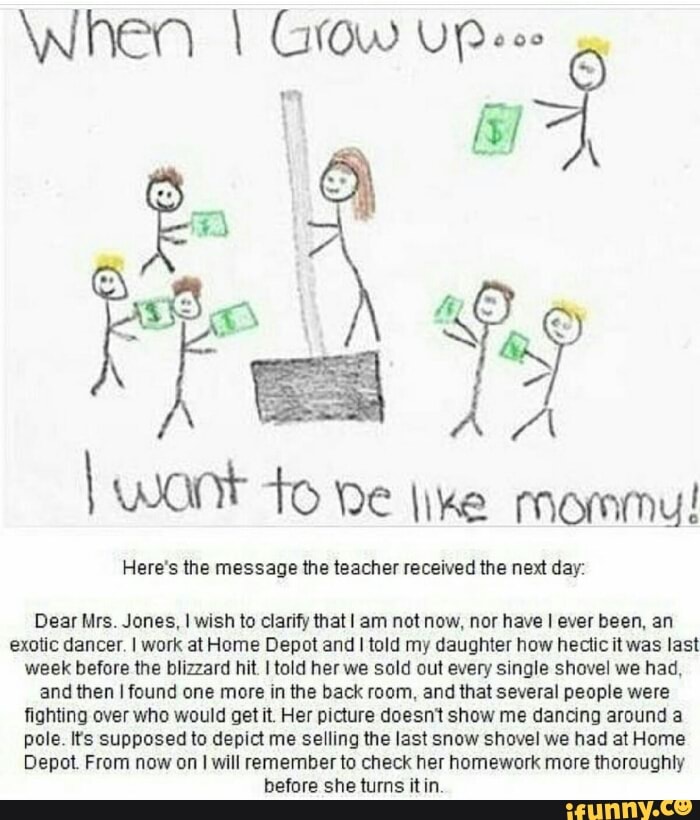 When I Grow up...
$
$
$
$
I want to be like mommy!
Here's the message the teacher received the next day:
Dear Mrs. Jones, I wish to clarify that I am not now, nor have I ever been, an
exotic dancer. I work at Home Depot and I told my daughter how hectic it was last
week before the blizzard hit. I told her we sold out every single shovel we had,
and then I found one more in the back room, and that several people were
fighting over who would get it. Her picture doesn't show me dancing around a
pole. It's supposed to depict me selling the last snow shovel we had at Home
Depot. From now on I will remember to check her homework more thoroughly
before she turns it in.
ifunny.co